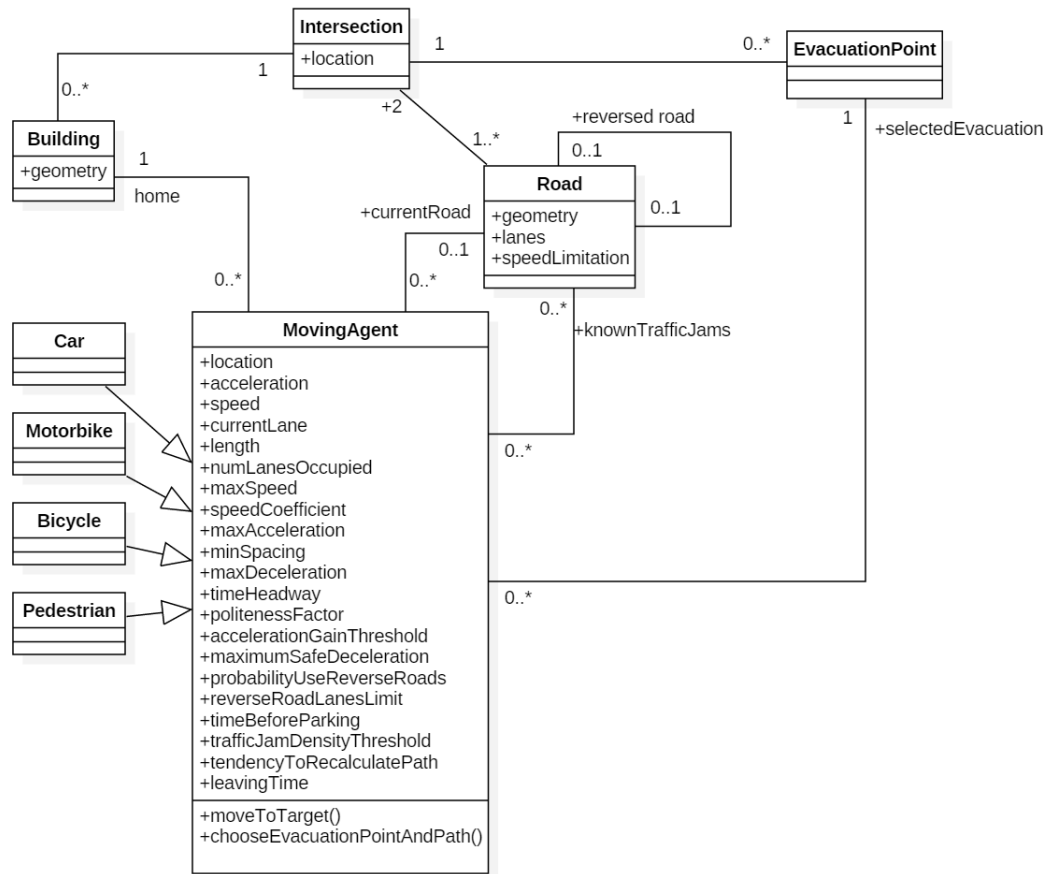 Intersection
+location
1
0..*
EvacuationPoint
1
0..*
+2
+reversed road
1
+selectedEvacuation
Building
+geometry
1..*
0..1
1
home
Road
+geometry
+lanes
+speedLimitation
0..1
+currentRoad
0..1
0..*
0..*
0..*
+knownTrafficJams
Car
Motorbike
Bicycle
Pedestrian
MovingAgent
+location
+acceleration
+speed
+currentLane
+length
+numLanesOccupied
+maxSpeed
+speedCoefficient
+maxAcceleration
+minSpacing
+maxDeceleration
+timeHeadway
+politenessFactor
+accelerationGainThreshold
+maximumSafeDeceleration
+probabilityUseReverseRoads
+reverseRoadLanesLimit
+timeBeforeParking
+trafficJamDensityThreshold
+tendencyToRecalculatePath
+leavingTime
+moveToTarget()
+chooseEvacuationPointAndPath()
0..*
0..*